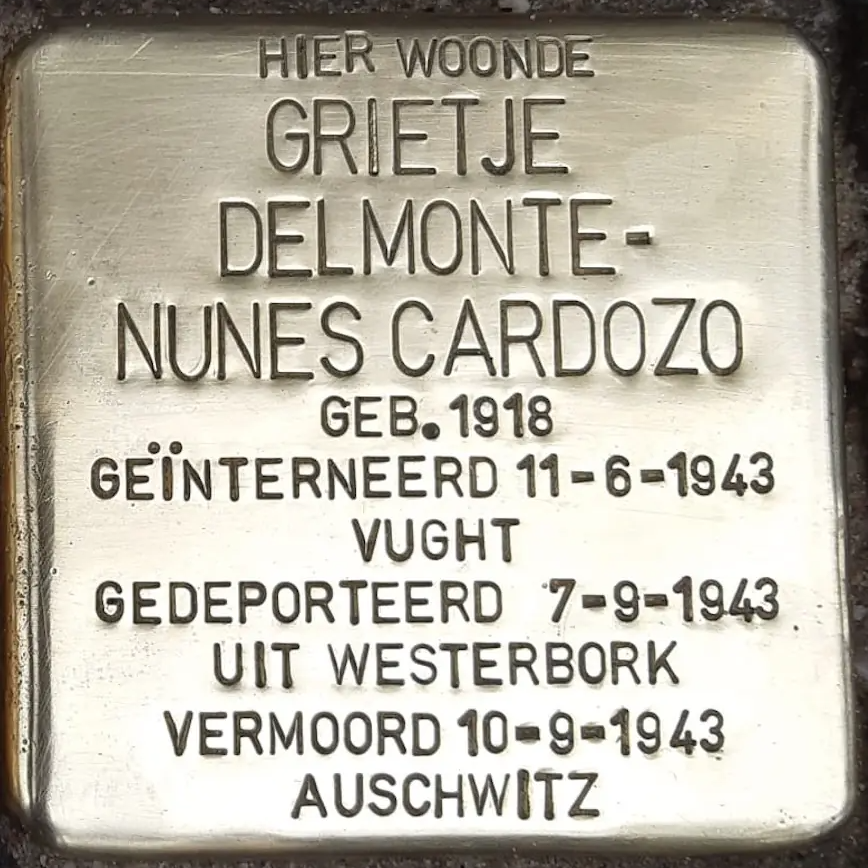 HIER WOONDE
GRIETJE
DELMONTE-
NUNES CARDOZO
GEB. 1918
GEÏNTERNEERD 11-6-1943
VUGHT
GEDEPORTEERD 7-9-1943
UIT WESTERBORK
VERMOORD 10-9-1943
AUSCHWITZ